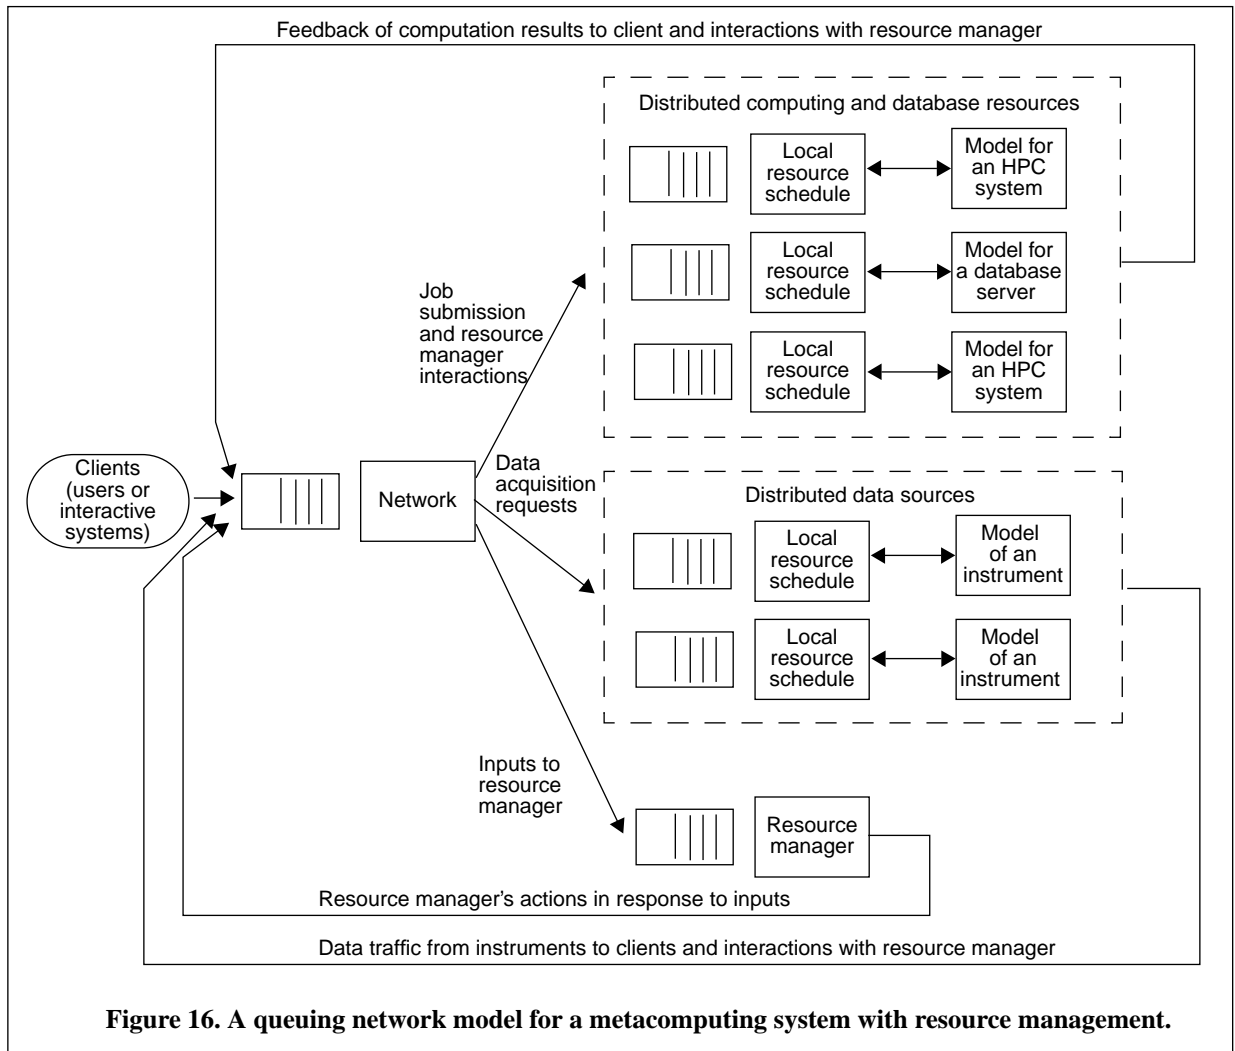 Feedback of computation results to client and interactions with resource manager
Distributed computing and database resources
Local
resource
schedule
Model for
an HPC
system
Local
resource
schedule
Model for
a database
server
Local
resource
schedule
Model for
an HPC
system
Job
submission
and resource
manager
interactions
Clients
(users or
interactive
systems)
Network
Data
acquisition
requests
Distributed data sources
Local
resource
schedule
Model
of an
instrument
Local
resource
schedule
Model
of an
instrument
Inputs to
resource
manager
Resource
manager
Resource manager's actions in response to inputs
Data traffic from instruments to clients and interactions with resource manager
Figure 16. A queuing network model for a metacomputing system with resource management.